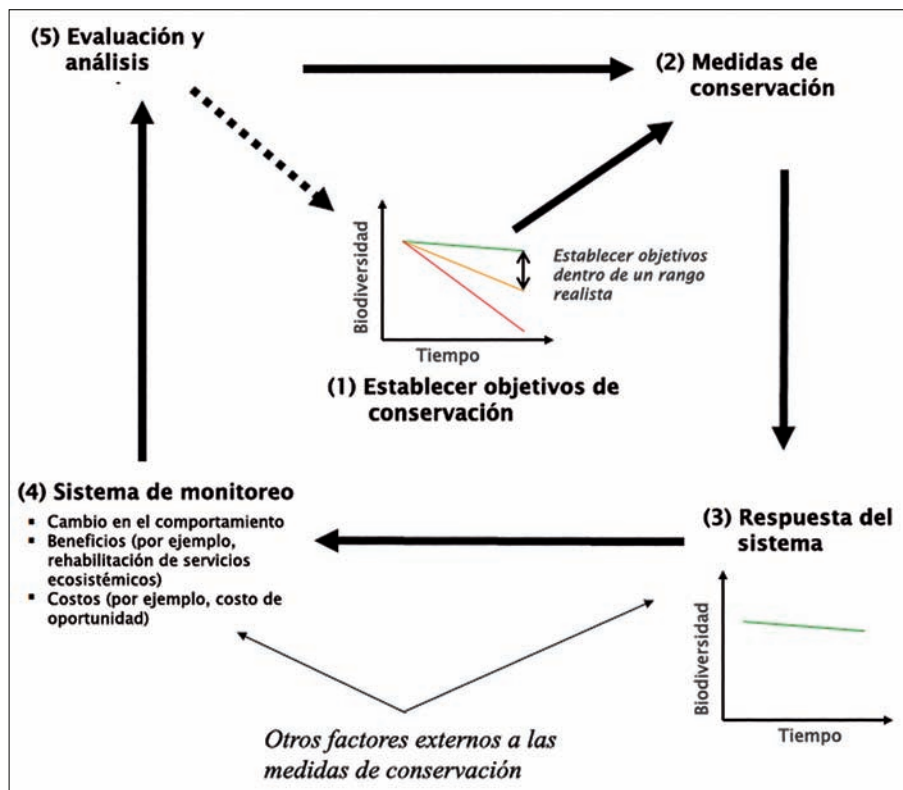 (5) Evaluación y
análisis
(2) Medidas de
conservación
Biodiversidad
Tiempo
Establecer objetivos
dentro de un rango
realista
(1) Establecer objetivos de
conservación
(4) Sistema de monitoreo
▪ Cambio en el comportamiento
▪ Beneficios (por ejemplo,
rehabilitación de servicios
ecosistémicos)
▪ Costos (por ejemplo, costo de
oportunidad)
(3) Respuesta del
sistema
Biodiversidad
Tiempo
Otros factores externos a las
medidas de conservación